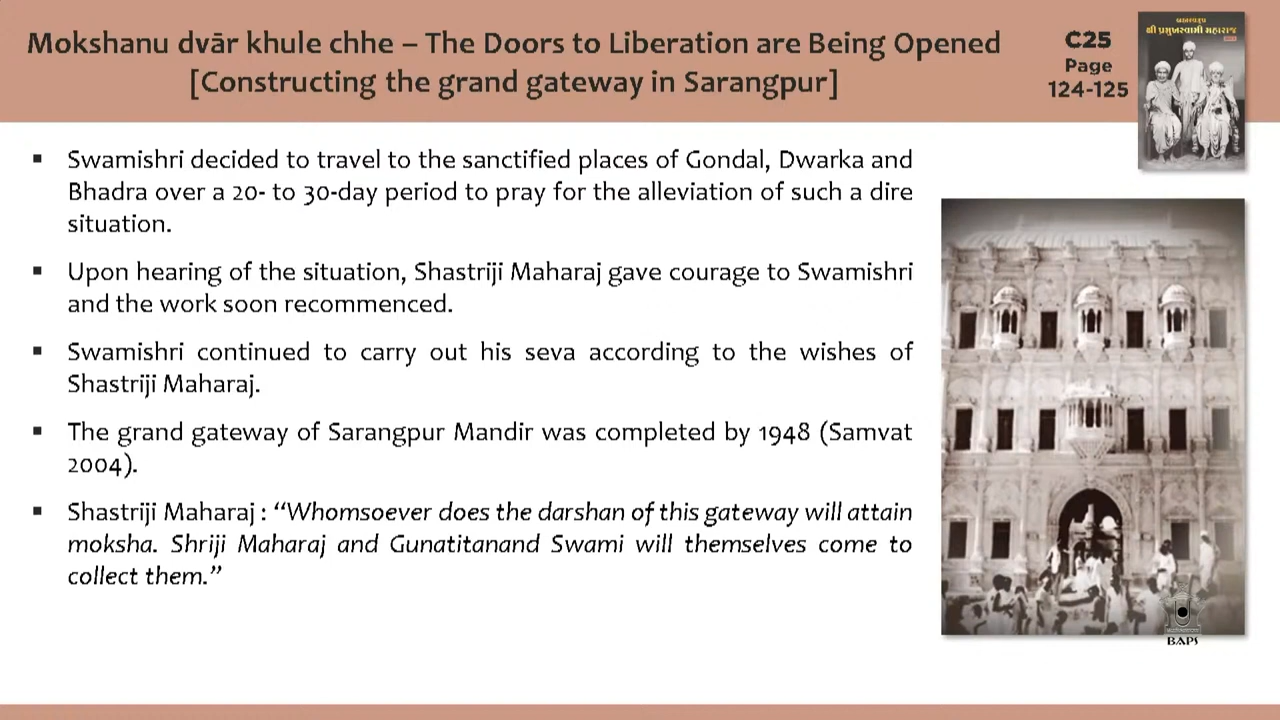 Mokshanu dvār khule chhe – The Doors to Liberation are Being Opened
[Constructing the grand gateway in Sarangpur]
C25
Page
124-125
બ્રહ્મસ્વરૂપ
શ્રી પ્રમુખસ્વામી મહારાજ
▪ Swamishri decided to travel to the sanctified places of Gondal, Dwarka and
Bhadra over a 20- to 30-day period to pray for the alleviation of such a dire
situation.
▪ Upon hearing of the situation, Shastriji Maharaj gave courage to Swamishri
and the work soon recommenced.
▪ Swamishri continued to carry out his seva according to the wishes of
Shastriji Maharaj.
▪ The grand gateway of Sarangpur Mandir was completed by 1948 (Samvat
2004).
▪ Shastriji Maharaj : “Whomsoever does the darshan of this gateway will attain
moksha. Shriji Maharaj and Gunatitanand Swami will themselves come to
collect them.”
BAPS